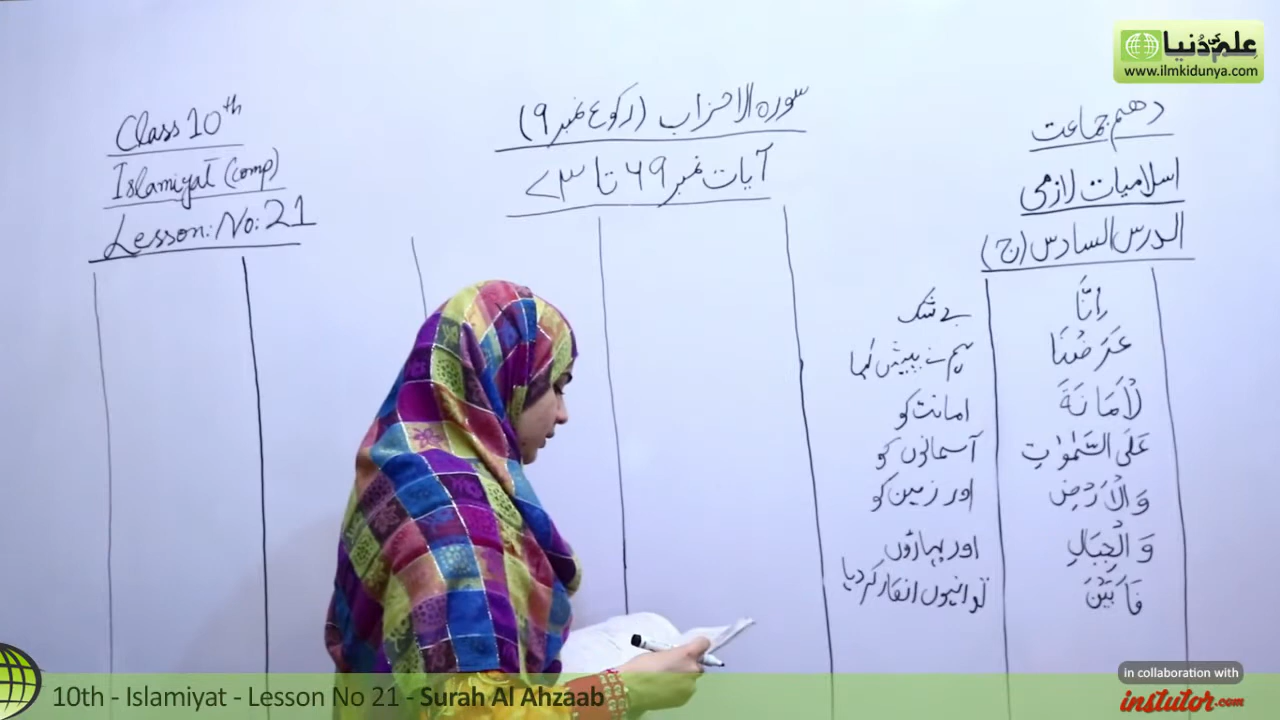 علم کی دُنیا
www.ilmkidunya.com
Class 10th
Islamiyat (comp)
Lesson: No: 21
سورہ الاحزاب (رکوع نمبر ۹)
آیات نمبر ۶۹ تا ۷۳
دھم جماعت
اسلامیات لازمی
الدرس السادس (ج)
اِنَّا بے شک
عَرَضْنَا ہم نے پیش کیا
لْاَمَانَةَ امانت کو
عَلَی السَّمٰوٰتِ آسمانوں کو
وَالْاَرْضِ اور زمین کو
وَالْجِبَالِ اور پہاڑوں
فَاَبَیْنَ تو انہوں انکار کر دیا
10th - Islamiyat - Lesson No 21 - Surah Al Ahzaab
In collaboration with
instutor.com